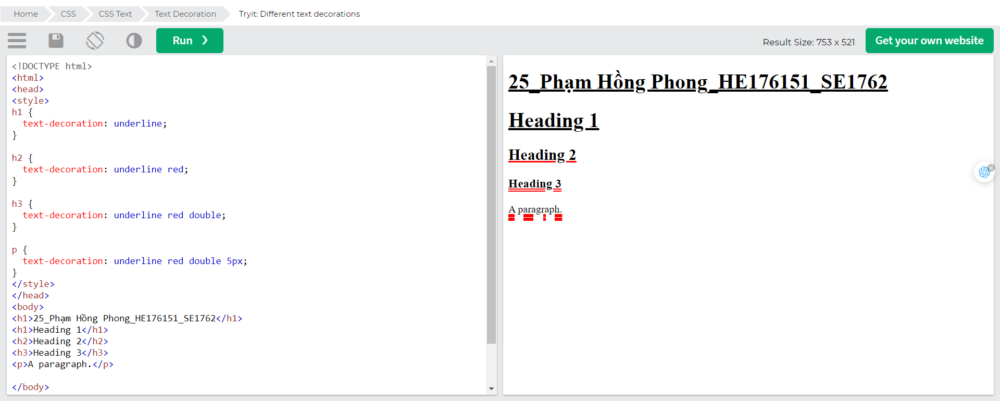 Home CSS CSS Text Text Decoration Tryit: Different text decorations
Run ❯ Result Size: 753 x 521 Get your own website
<!DOCTYPE html>
<html>
<head>
<style>
h1 {
  text-decoration: underline;
}

h2 {
  text-decoration: underline red;
}

h3 {
  text-decoration: underline red double;
}

p {
  text-decoration: underline red double 5px;
}
</style>
</head>
<body>
<h1>25_Phạm Hồng Phong_HE176151_SE1762</h1>
<h1>Heading 1</h1>
<h2>Heading 2</h2>
<h3>Heading 3</h3>
<p>A paragraph.</p>

</body>
25_Phạm Hồng Phong_HE176151_SE1762
Heading 1
Heading 2
Heading 3
A paragraph.